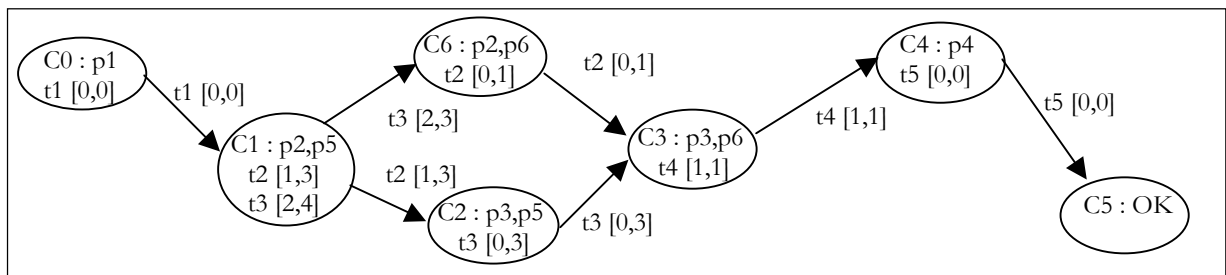 C0 : p1
t1 [0,0]
t1 [0,0]
C1 : p2,p5
t2 [1,3]
t3 [2,4]
C6 : p2,p6
t2 [0,1]
t3 [2,3]
t2 [1,3]
C2 : p3,p5
t3 [0,3]
t2 [0,1]
t3 [0,3]
C3 : p3,p6
t4 [1,1]
t4 [1,1]
C4 : p4
t5 [0,0]
t5 [0,0]
C5 : OK